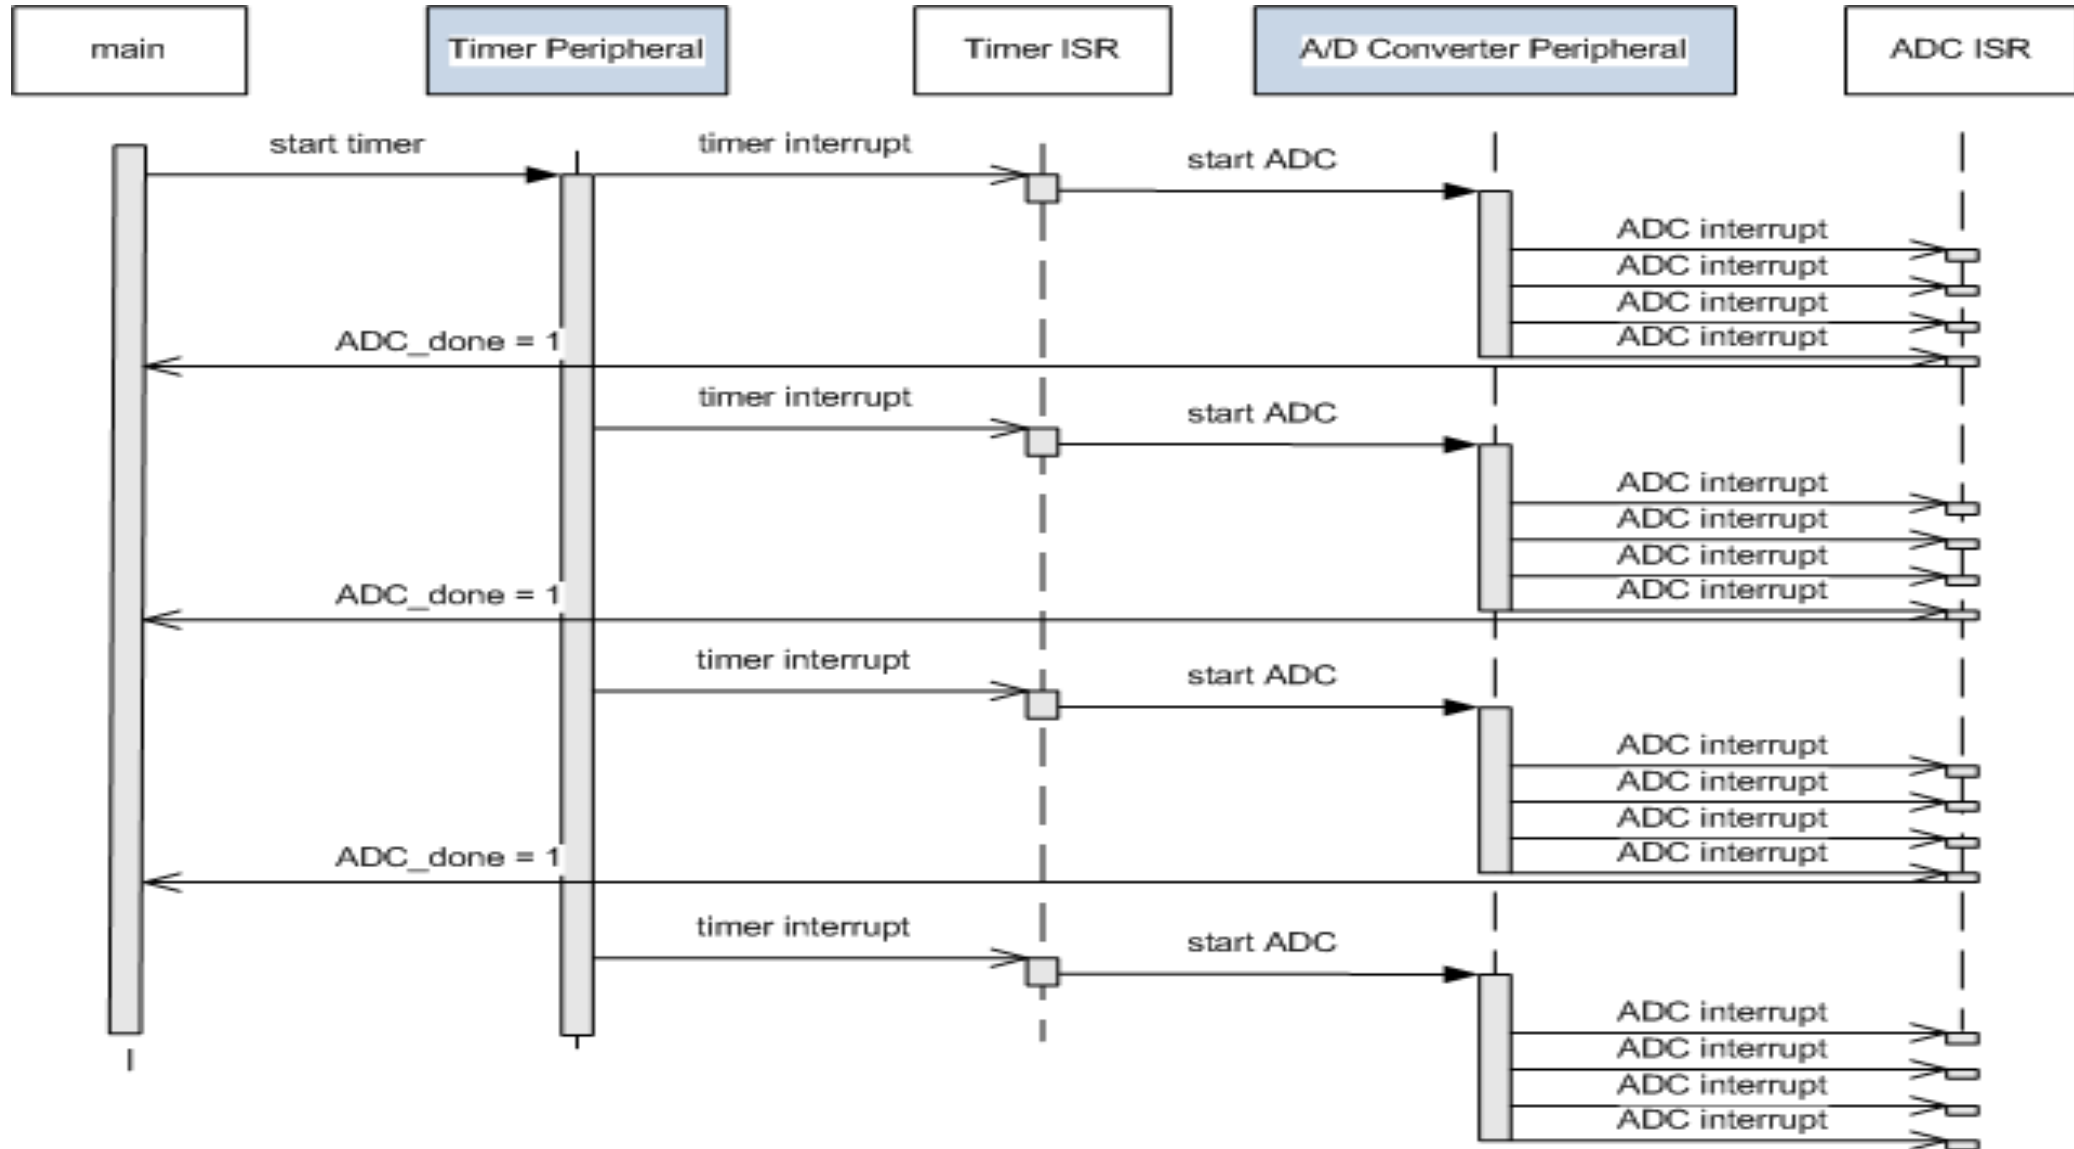 main
Timer Peripheral
Timer ISR
A/D Converter Peripheral
ADC ISR
start timer
timer interrupt
start ADC
ADC interrupt
ADC interrupt
ADC interrupt
ADC interrupt
ADC_done = 1
timer interrupt
start ADC
ADC interrupt
ADC interrupt
ADC interrupt
ADC interrupt
ADC_done = 1
timer interrupt
start ADC
ADC interrupt
ADC interrupt
ADC interrupt
ADC interrupt
ADC_done = 1
timer interrupt
start ADC
ADC interrupt
ADC interrupt
ADC interrupt
ADC interrupt